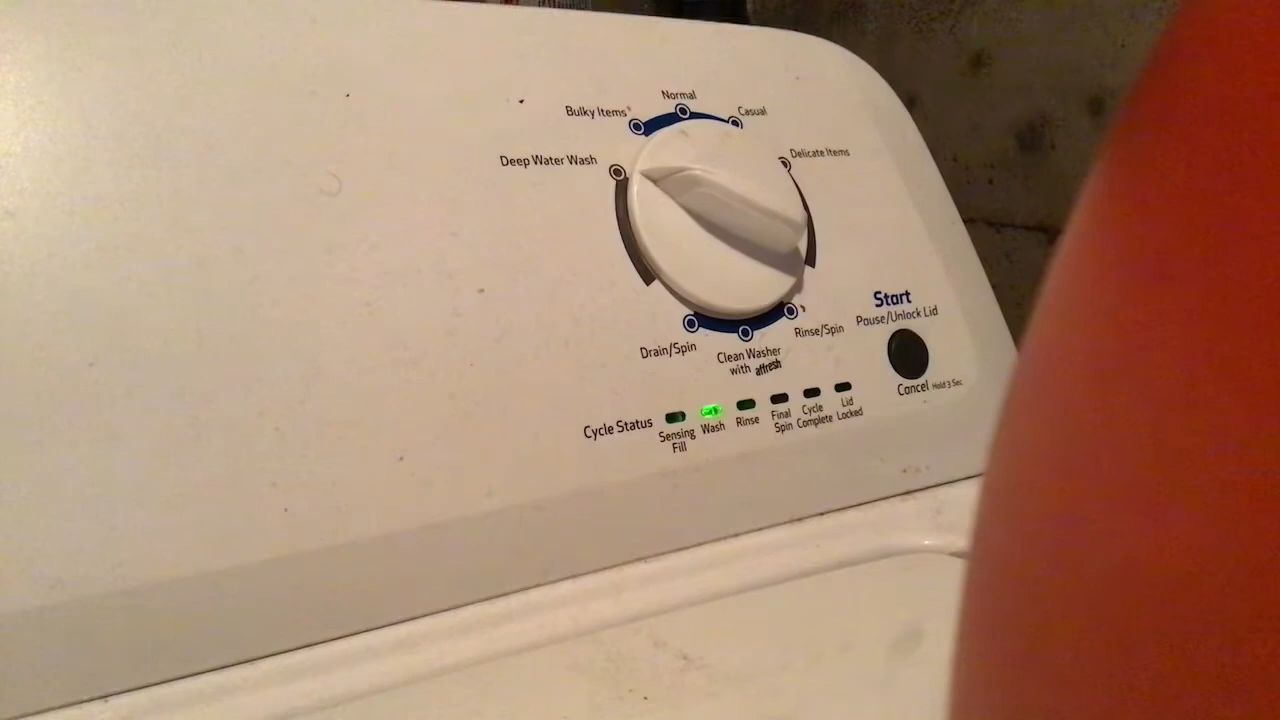 Normal
Bulky Items
Casual
Deep Water Wash
Delicate Items
Start
Pause/Unlock Lid
Drain/Spin
Clean Washer
with affresh
Rinse/Spin
Cancel Hold 3 Sec
Cycle Status
Sensing
Fill
Wash
Rinse
Final
Spin
Cycle
Complete
Lid
Locked